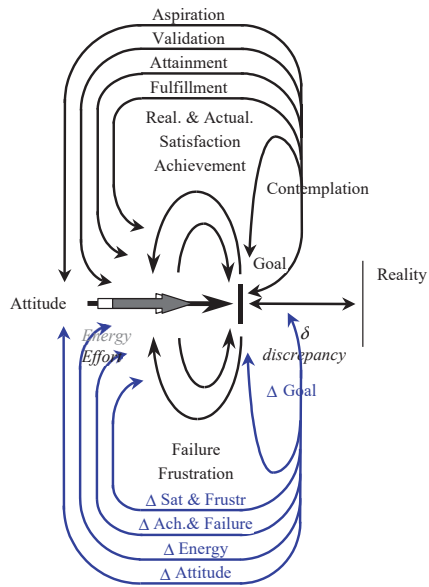 Aspiration
Validation
Attainment
Fulfillment
Real. & Actual.
Satisfaction
Achievement
Contemplation
Goal
Reality
Attitude
Energy
Effort
δ
discrepancy
Δ Goal
Failure
Frustration
Δ Sat & Frustr
Δ Ach.& Failure
Δ Energy
Δ Attitude